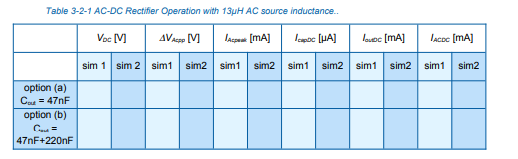 Table 3-2-1 AC-DC Rectifier Operation with 13µH AC source inductance..
VDC [V] ΔVACpp [V] IACpeak [mA] IcapDC [µA] IoutDC [mA] IACDC [mA]
sim 1 sim 2 sim1 sim2 sim1 sim2 sim1 sim2 sim1 sim2 sim1 sim2
option (a)
Cout = 47nF
option (b)
Cout =
47nF+220nF